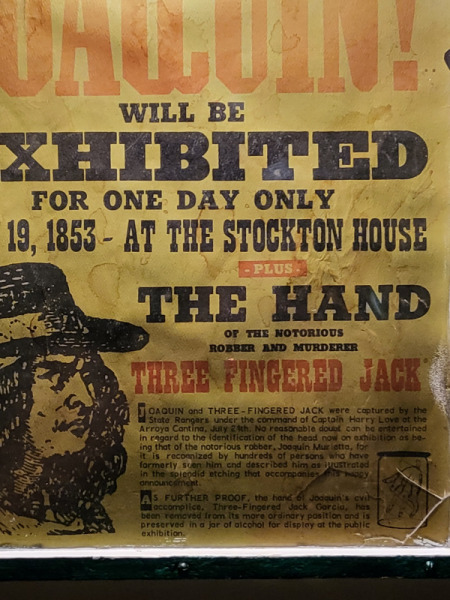 OAQUIN!
WILL BE
XHIBITED
FOR ONE DAY ONLY
19, 1853 - AT THE STOCKTON HOUSE
- PLUS -
THE HAND
OF THE NOTORIOUS
ROBBER AND MURDERER
THREE FINGERED JACK
JOAQUIN and THREE-FINGERED JACK were captured by the
State Rangers under the command of Captain Harry Love at the
Arroyo Cantina, July 24th. No reasonable doubt can be entertained
in regard to the identification of the head now on exhibition as be-
ing that of the notorious robber, Joaquin Murietta, for
it is recognized by hundreds of persons who have
formerly seen him and described him as illustrated
in the splendid etching that accompanies this happy
announcement.
AS FURTHER PROOF, the hand of Joaquin's evil
accomplice, Three-Fingered Jack Garcia, has
been removed from its more ordinary position and is
preserved in a jar of alcohol for display at the public
exhibition.